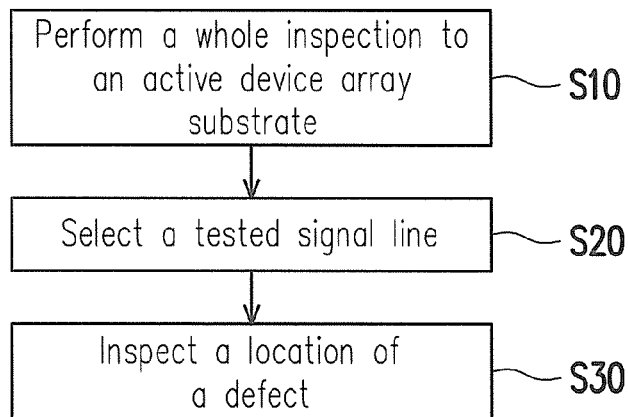 Perform a whole inspection to
an active device array
substrate
S10
Select a tested signal line
S20
Inspect a location of
a defect
S30